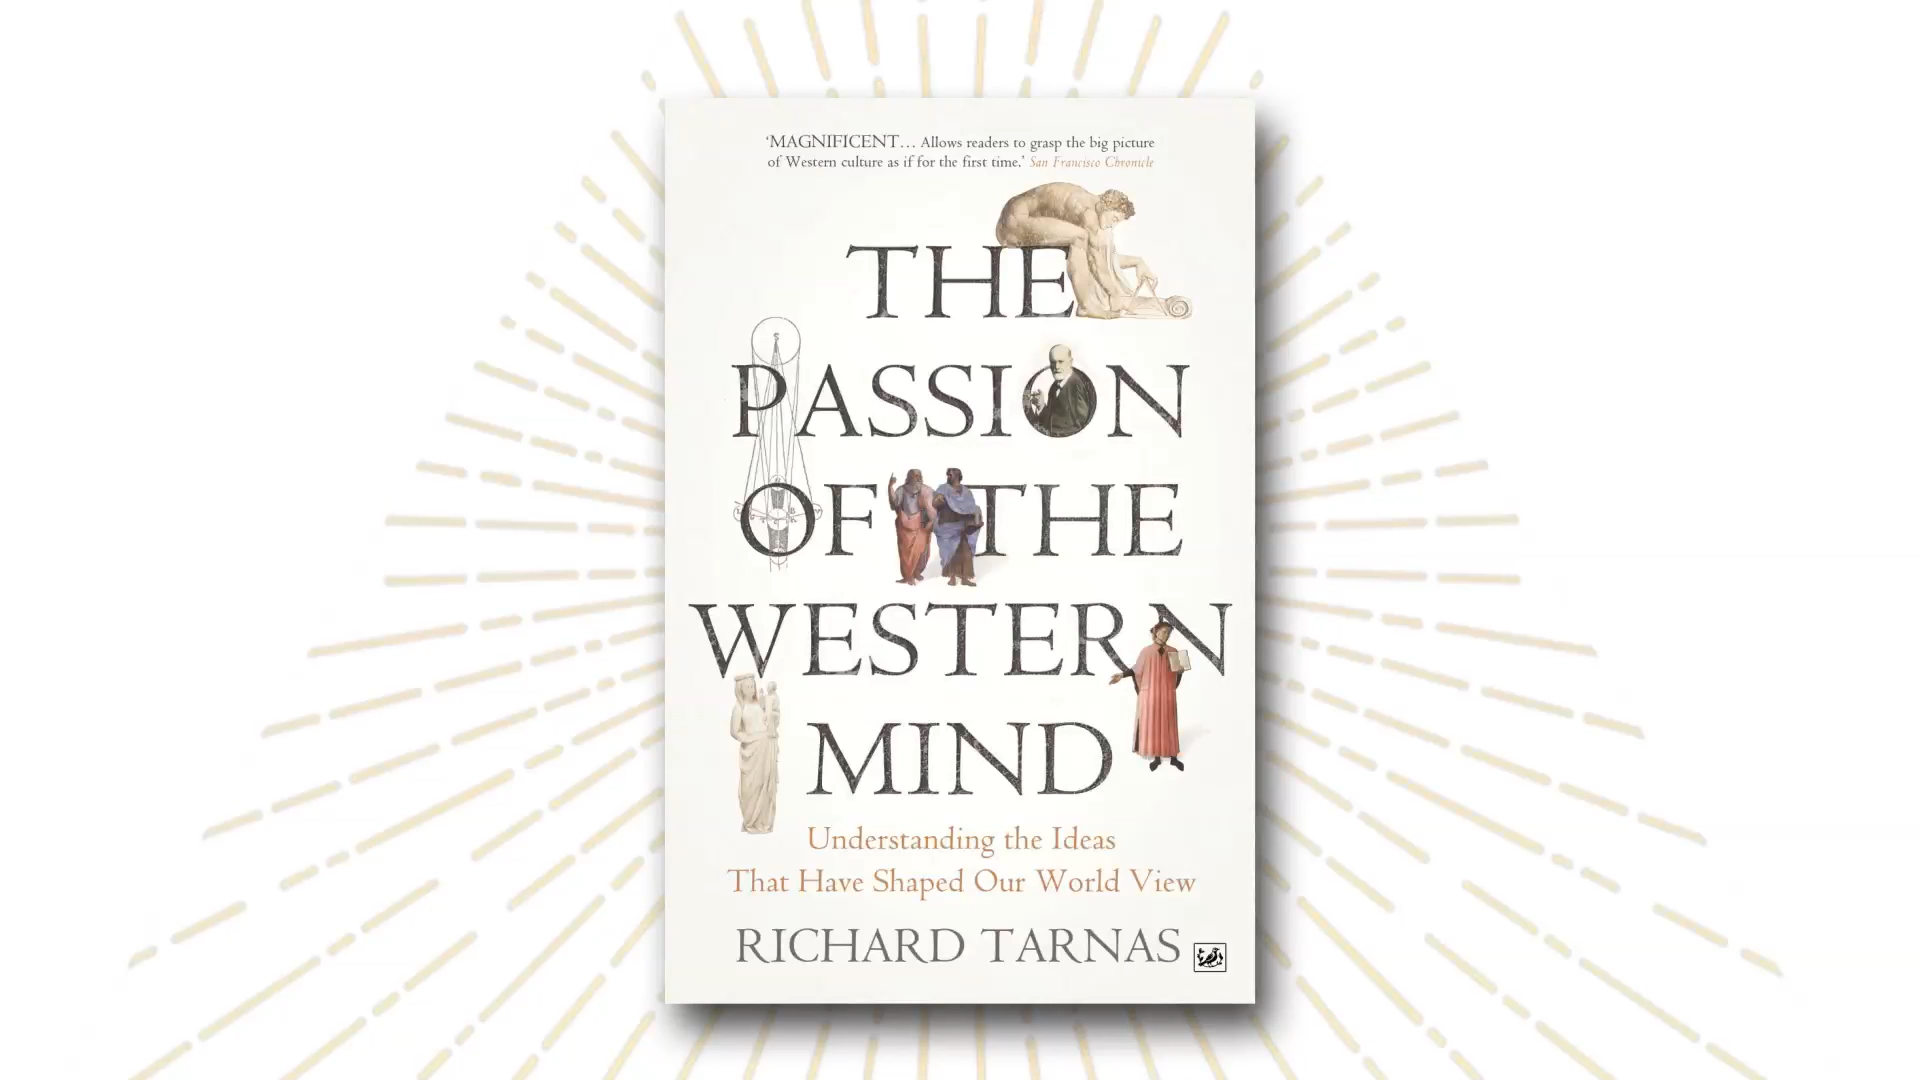 ‘MAGNIFICENT… Allows readers to grasp the big picture
of Western culture as if for the first time.’ San Francisco Chronicle
THE
PASSION
OF THE
WESTERN
MIND
Understanding the Ideas
That Have Shaped Our World View
RICHARD TARNAS